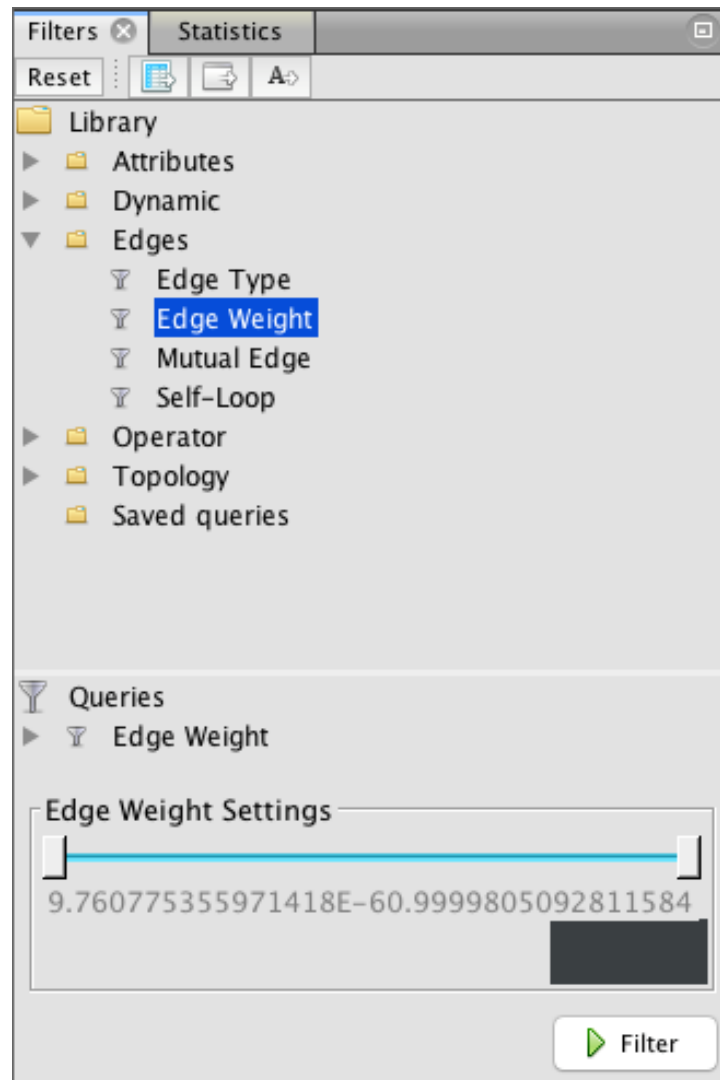 Filters Statistics
Reset A
Library
Attributes
Dynamic
Edges
Edge Type
Edge Weight
Mutual Edge
Self-Loop
Operator
Topology
Saved queries
Queries
Edge Weight
Edge Weight Settings
9.760775355971418E-60.9999805092811584
Filter